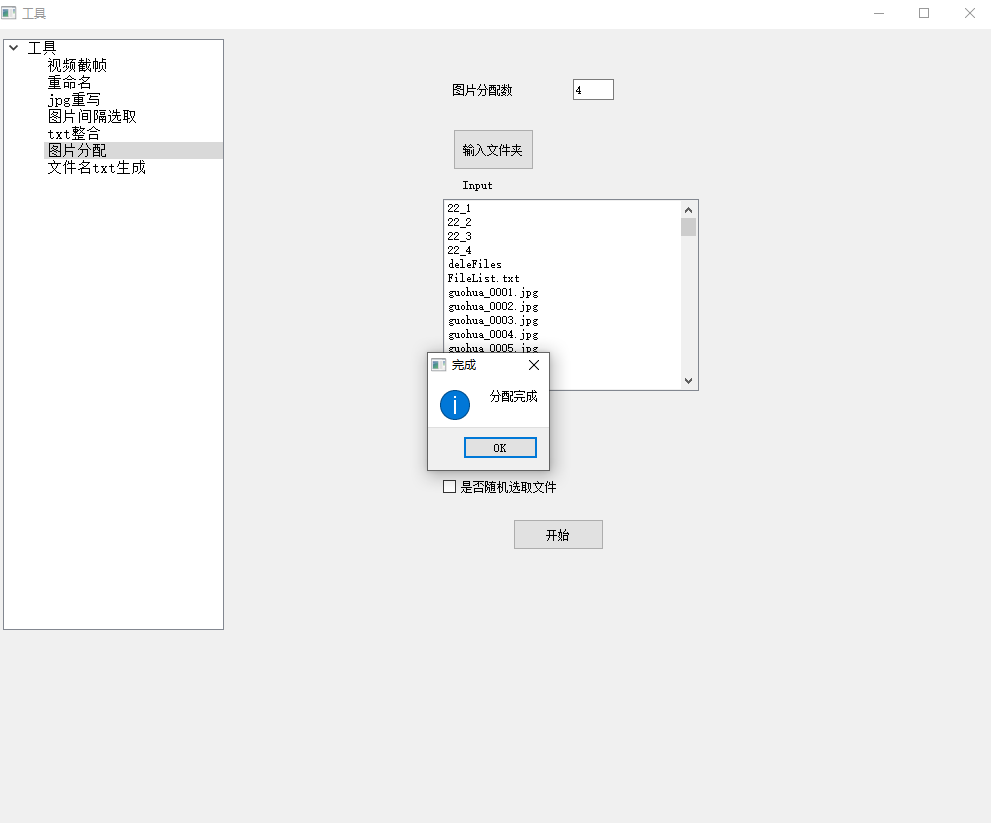 工具
工具
视频截帧
重命名
jpg重写
图片间隔选取
txt整合
图片分配
文件名txt生成
图片分配数
4
输入文件夹
Input
22_1
22_2
22_3
22_4
deleFiles
FileList.txt
guohua_0001.jpg
guohua_0002.jpg
guohua_0003.jpg
guohua_0004.jpg
guohua_0005.jpg
完成
分配完成
OK
是否随机选取文件
开始